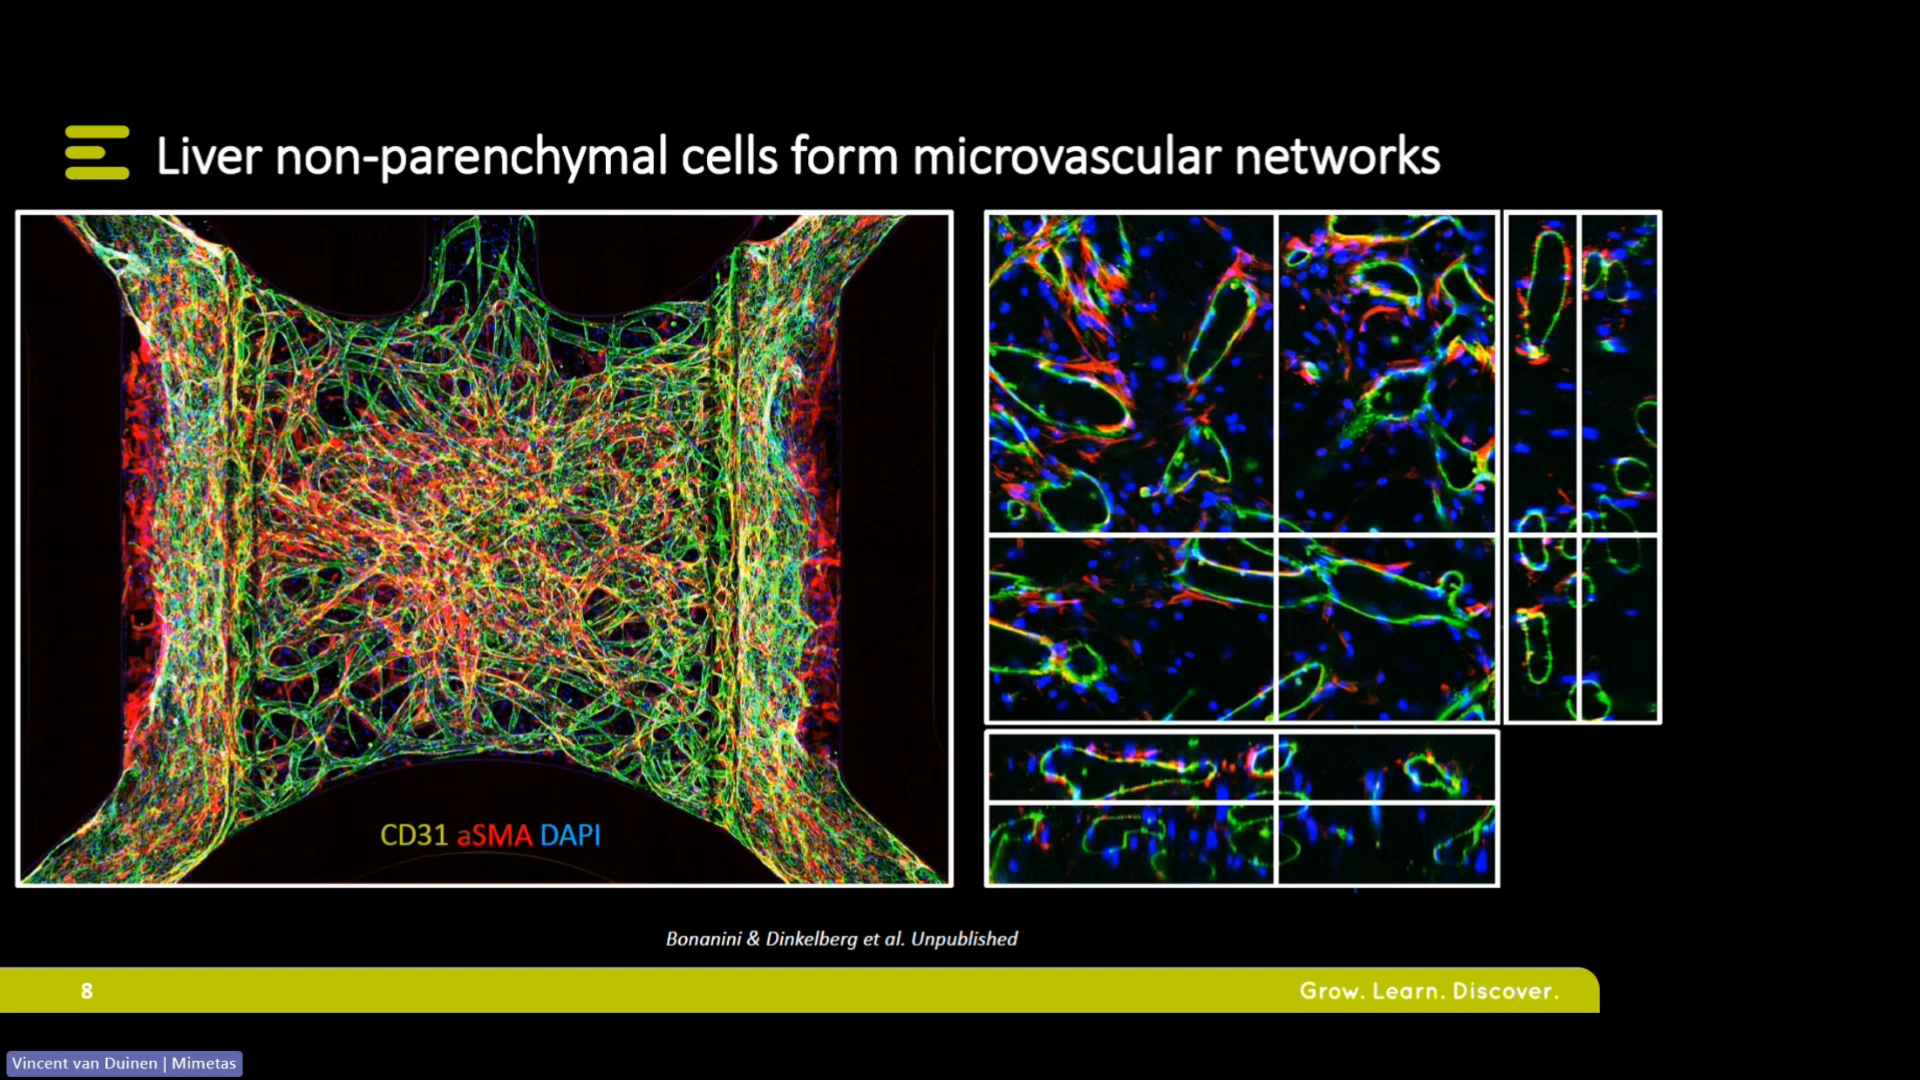 Liver non-parenchymal cells form microvascular networks
CD31 aSMA DAPI
Bonanini & Dinkelberg et al. Unpublished
8
Grow. Learn. Discover.
Vincent van Duinen | Mimetas